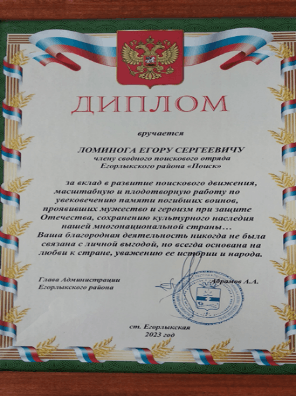 ДИПЛОМ
вручается
ЛОМИНОГА ЕГОРУ СЕРГЕЕВИЧУ
члену сводного поискового отряда
Егорлыкского района «Поиск»
за вклад в развитие поискового движения,
масштабную и плодотворную работу по
увековечению памяти погибших воинов,
проявивших мужество и героизм при защите
Отечества, сохранению культурного наследия
нашей многонациональной страны...
Ваша благородная деятельность никогда не была
связана с личной выгодой, но всегда основана на
любви к стране, уважению ее истории и народа.
Глава Администрации
Егорлыкского района
Абрамов А.А.
ст. Егорлыкская
2023 год